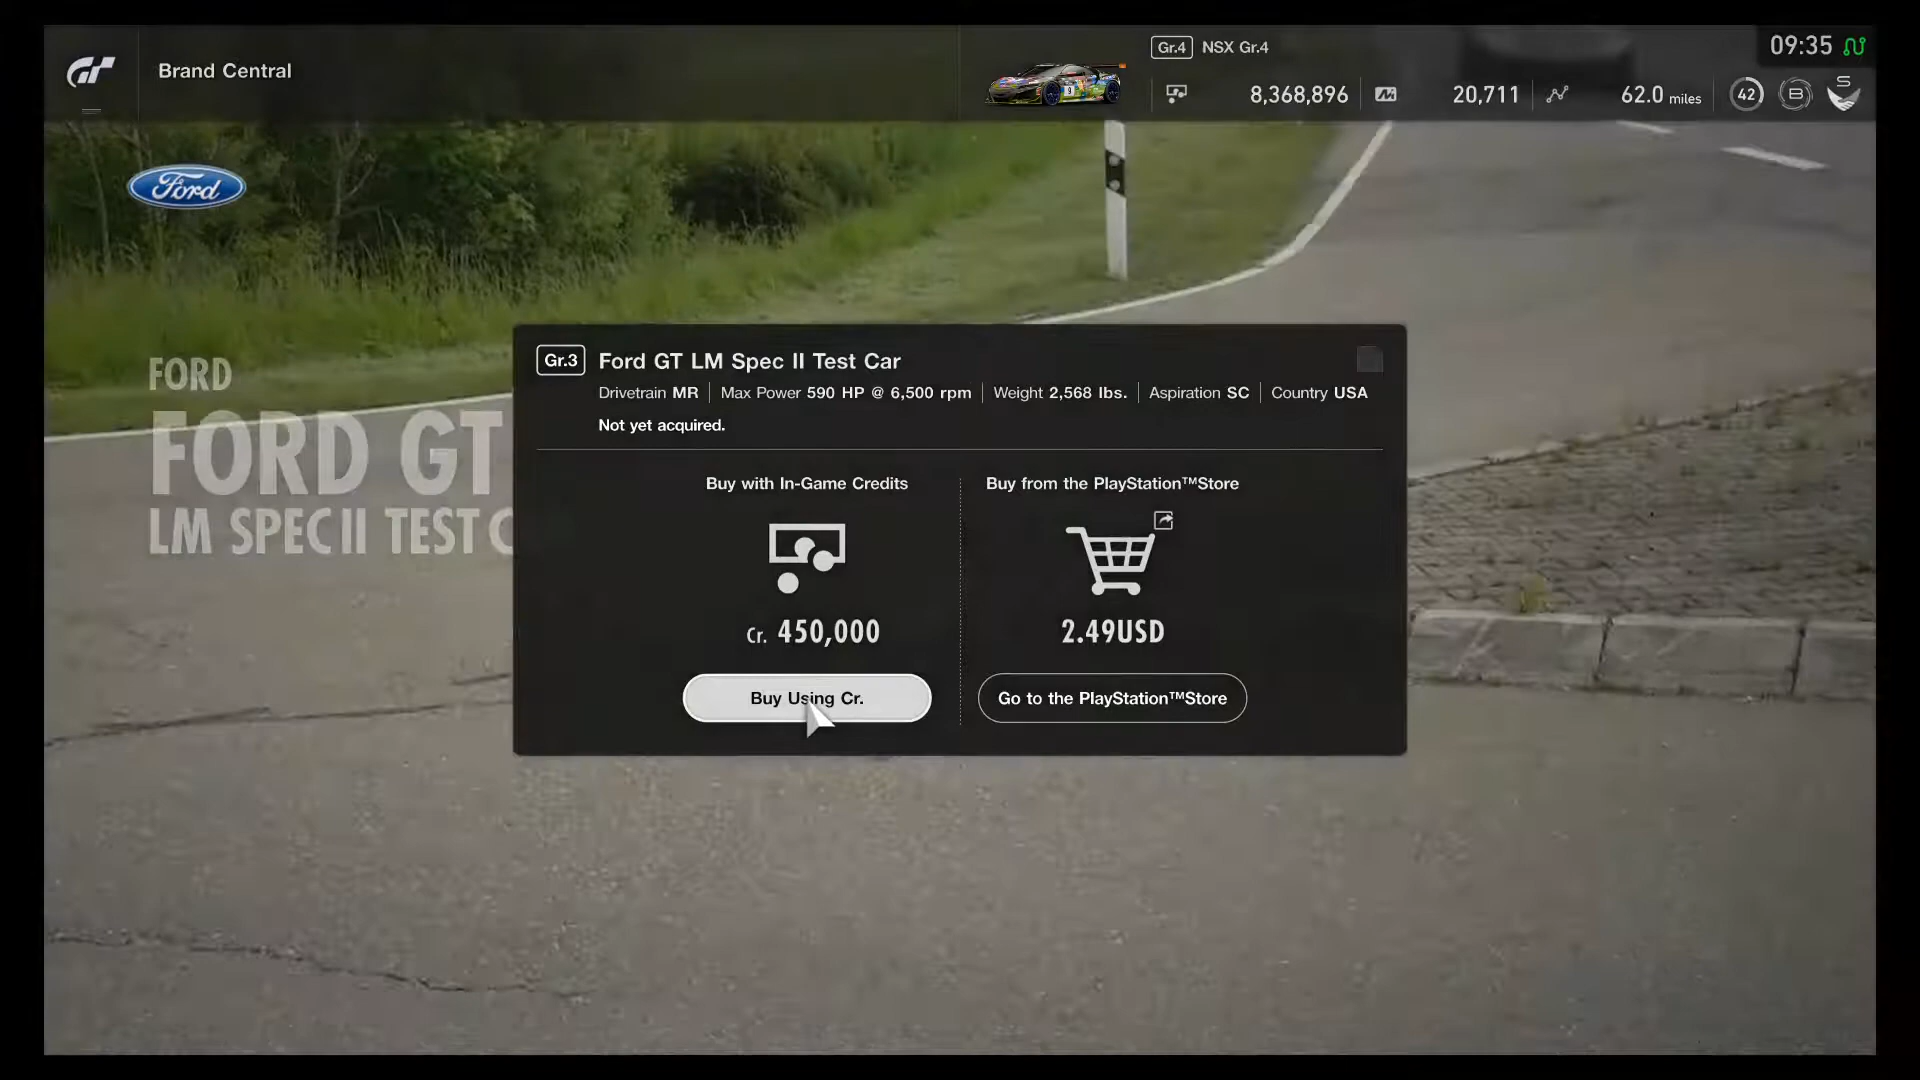 GT
Brand Central
Gr.4 NSX Gr.4
8,368,896
20,711
62.0 miles
09:35
42
B
S
9
Ford
FORD
FORD GT
LM SPEC II TEST C
Gr.3 Ford GT LM Spec II Test Car
Drivetrain MR | Max Power 590 HP @ 6,500 rpm | Weight 2,568 lbs. | Aspiration SC | Country USA
Not yet acquired.
Buy with In-Game Credits
Cr. 450,000
Buy Using Cr.
Buy from the PlayStation™Store
2.49USD
Go to the PlayStation™Store